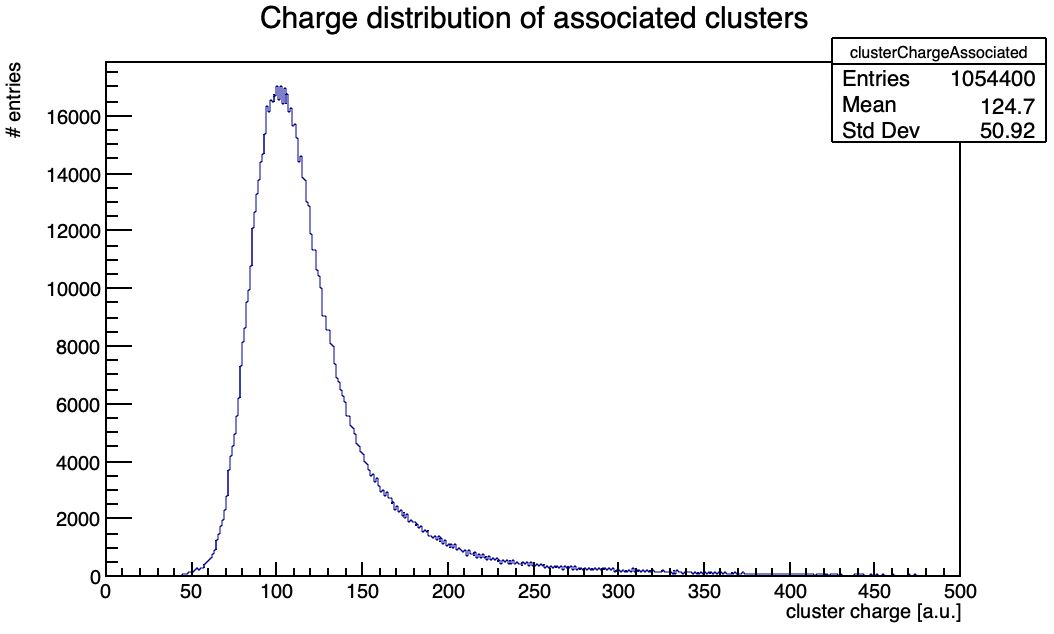 Charge distribution of associated clusters
clusterChargeAssociated
Entries 1054400
Mean 124.7
Std Dev 50.92
# entries
16000
14000
12000
10000
8000
6000
4000
2000
0
0 50 100 150 200 250 300 350 400 450 500
cluster charge [a.u.]